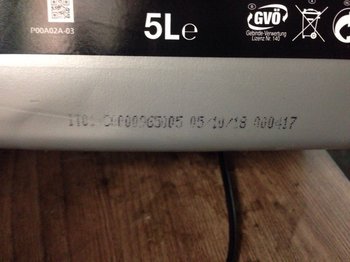 P00A02A-03
5L℮
GVÖ
Gebinde-Verwertung
Lizenz Nr. 140
05/10/18 000417